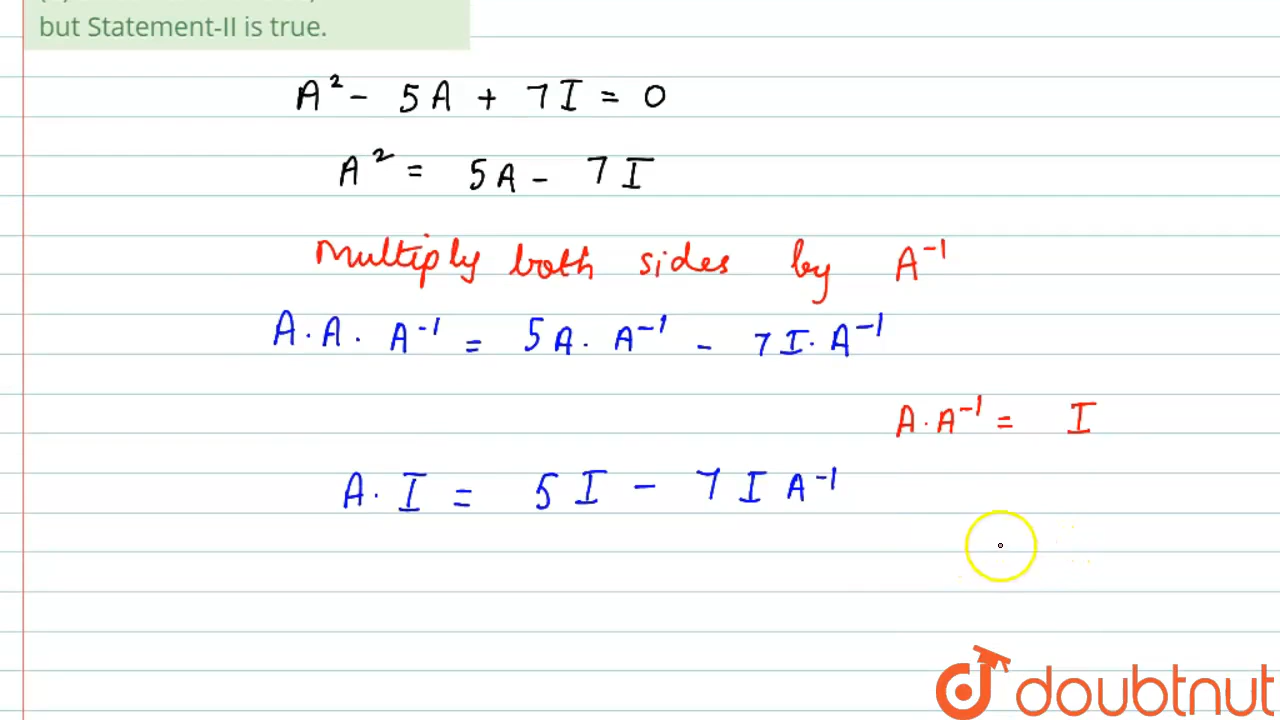 but Statement-II is true.
A² - 5A + 7I = 0
A² = 5A - 7I
Multiply both sides by A⁻¹
A · A · A⁻¹ = 5A · A⁻¹ - 7I · A⁻¹
A · A⁻¹ = I
A · I = 5I - 7I A⁻¹
doubtnut